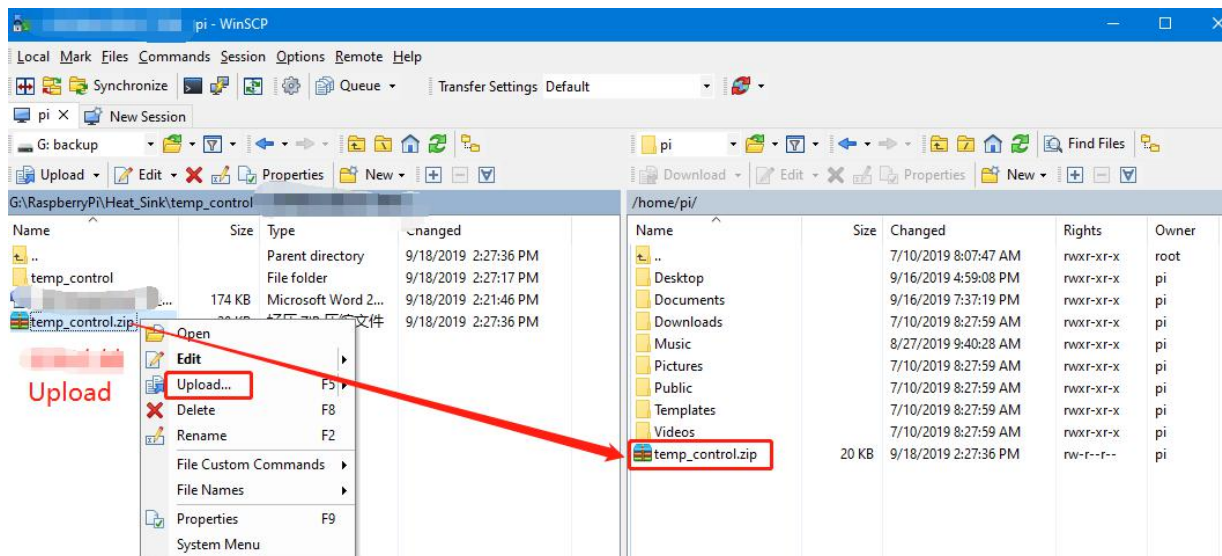 pi - WinSCP
Local Mark Files Commands Session Options Remote Help
Synchronize Queue Transfer Settings Default
pi X New Session
G: backup
Upload Edit Properties New
G:\RaspberryPi\Heat_Sink\temp_control
Name Size Type Changed
.. Parent directory 9/18/2019 2:27:36 PM
temp_control File folder 9/18/2019 2:27:17 PM
... 174 KB Microsoft Word 2... 9/18/2019 2:21:46 PM
temp_control.zip KB ZIP 压缩文件 9/18/2019 2:27:36 PM
Upload
Open
Edit
Upload... F5
Delete F8
Rename F2
File Custom Commands
File Names
Properties F9
System Menu
pi Find Files
Download Edit Properties New
/home/pi/
Name Size Changed Rights Owner
.. 7/10/2019 8:07:47 AM rwxr-xr-x root
Desktop 9/16/2019 4:59:08 PM rwxr-xr-x pi
Documents 9/16/2019 7:37:19 PM rwxr-xr-x pi
Downloads 7/10/2019 8:27:59 AM rwxr-xr-x pi
Music 8/27/2019 9:40:28 AM rwxr-xr-x pi
Pictures 7/10/2019 8:27:59 AM rwxr-xr-x pi
Public 7/10/2019 8:27:59 AM rwxr-xr-x pi
Templates 7/10/2019 8:27:59 AM rwxr-xr-x pi
Videos 7/10/2019 8:27:59 AM rwxr-xr-x pi
temp_control.zip 20 KB 9/18/2019 2:27:36 PM rw-r--r-- pi